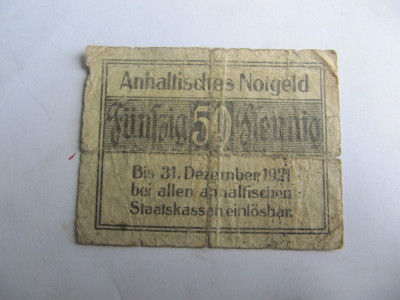 Anhaltisches Notgeld
Fünfzig 50 Pfennig
Bis 31. Dezember 1921
bei allen anhaltischen
Staatskassen einlösbar.